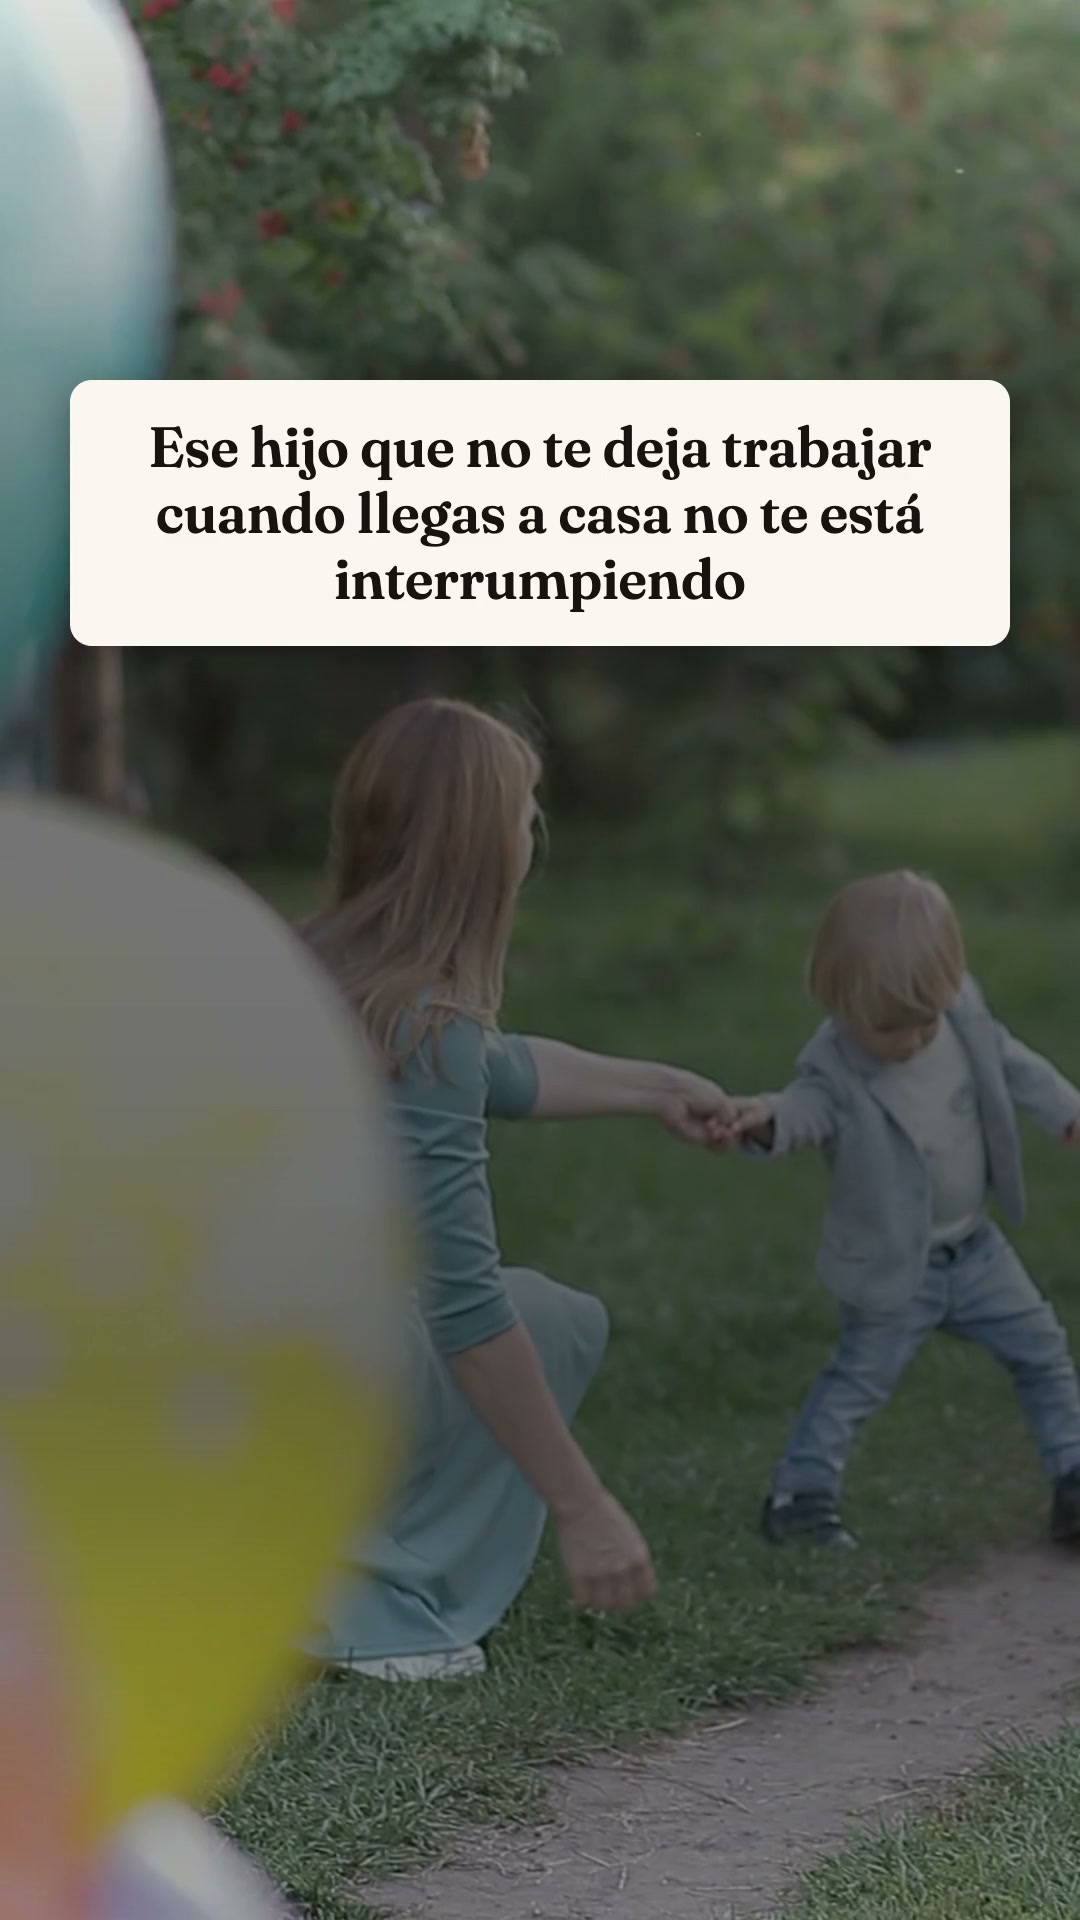 Ese hijo que no te deja trabajar
cuando llegas a casa no te está
interrumpiendo